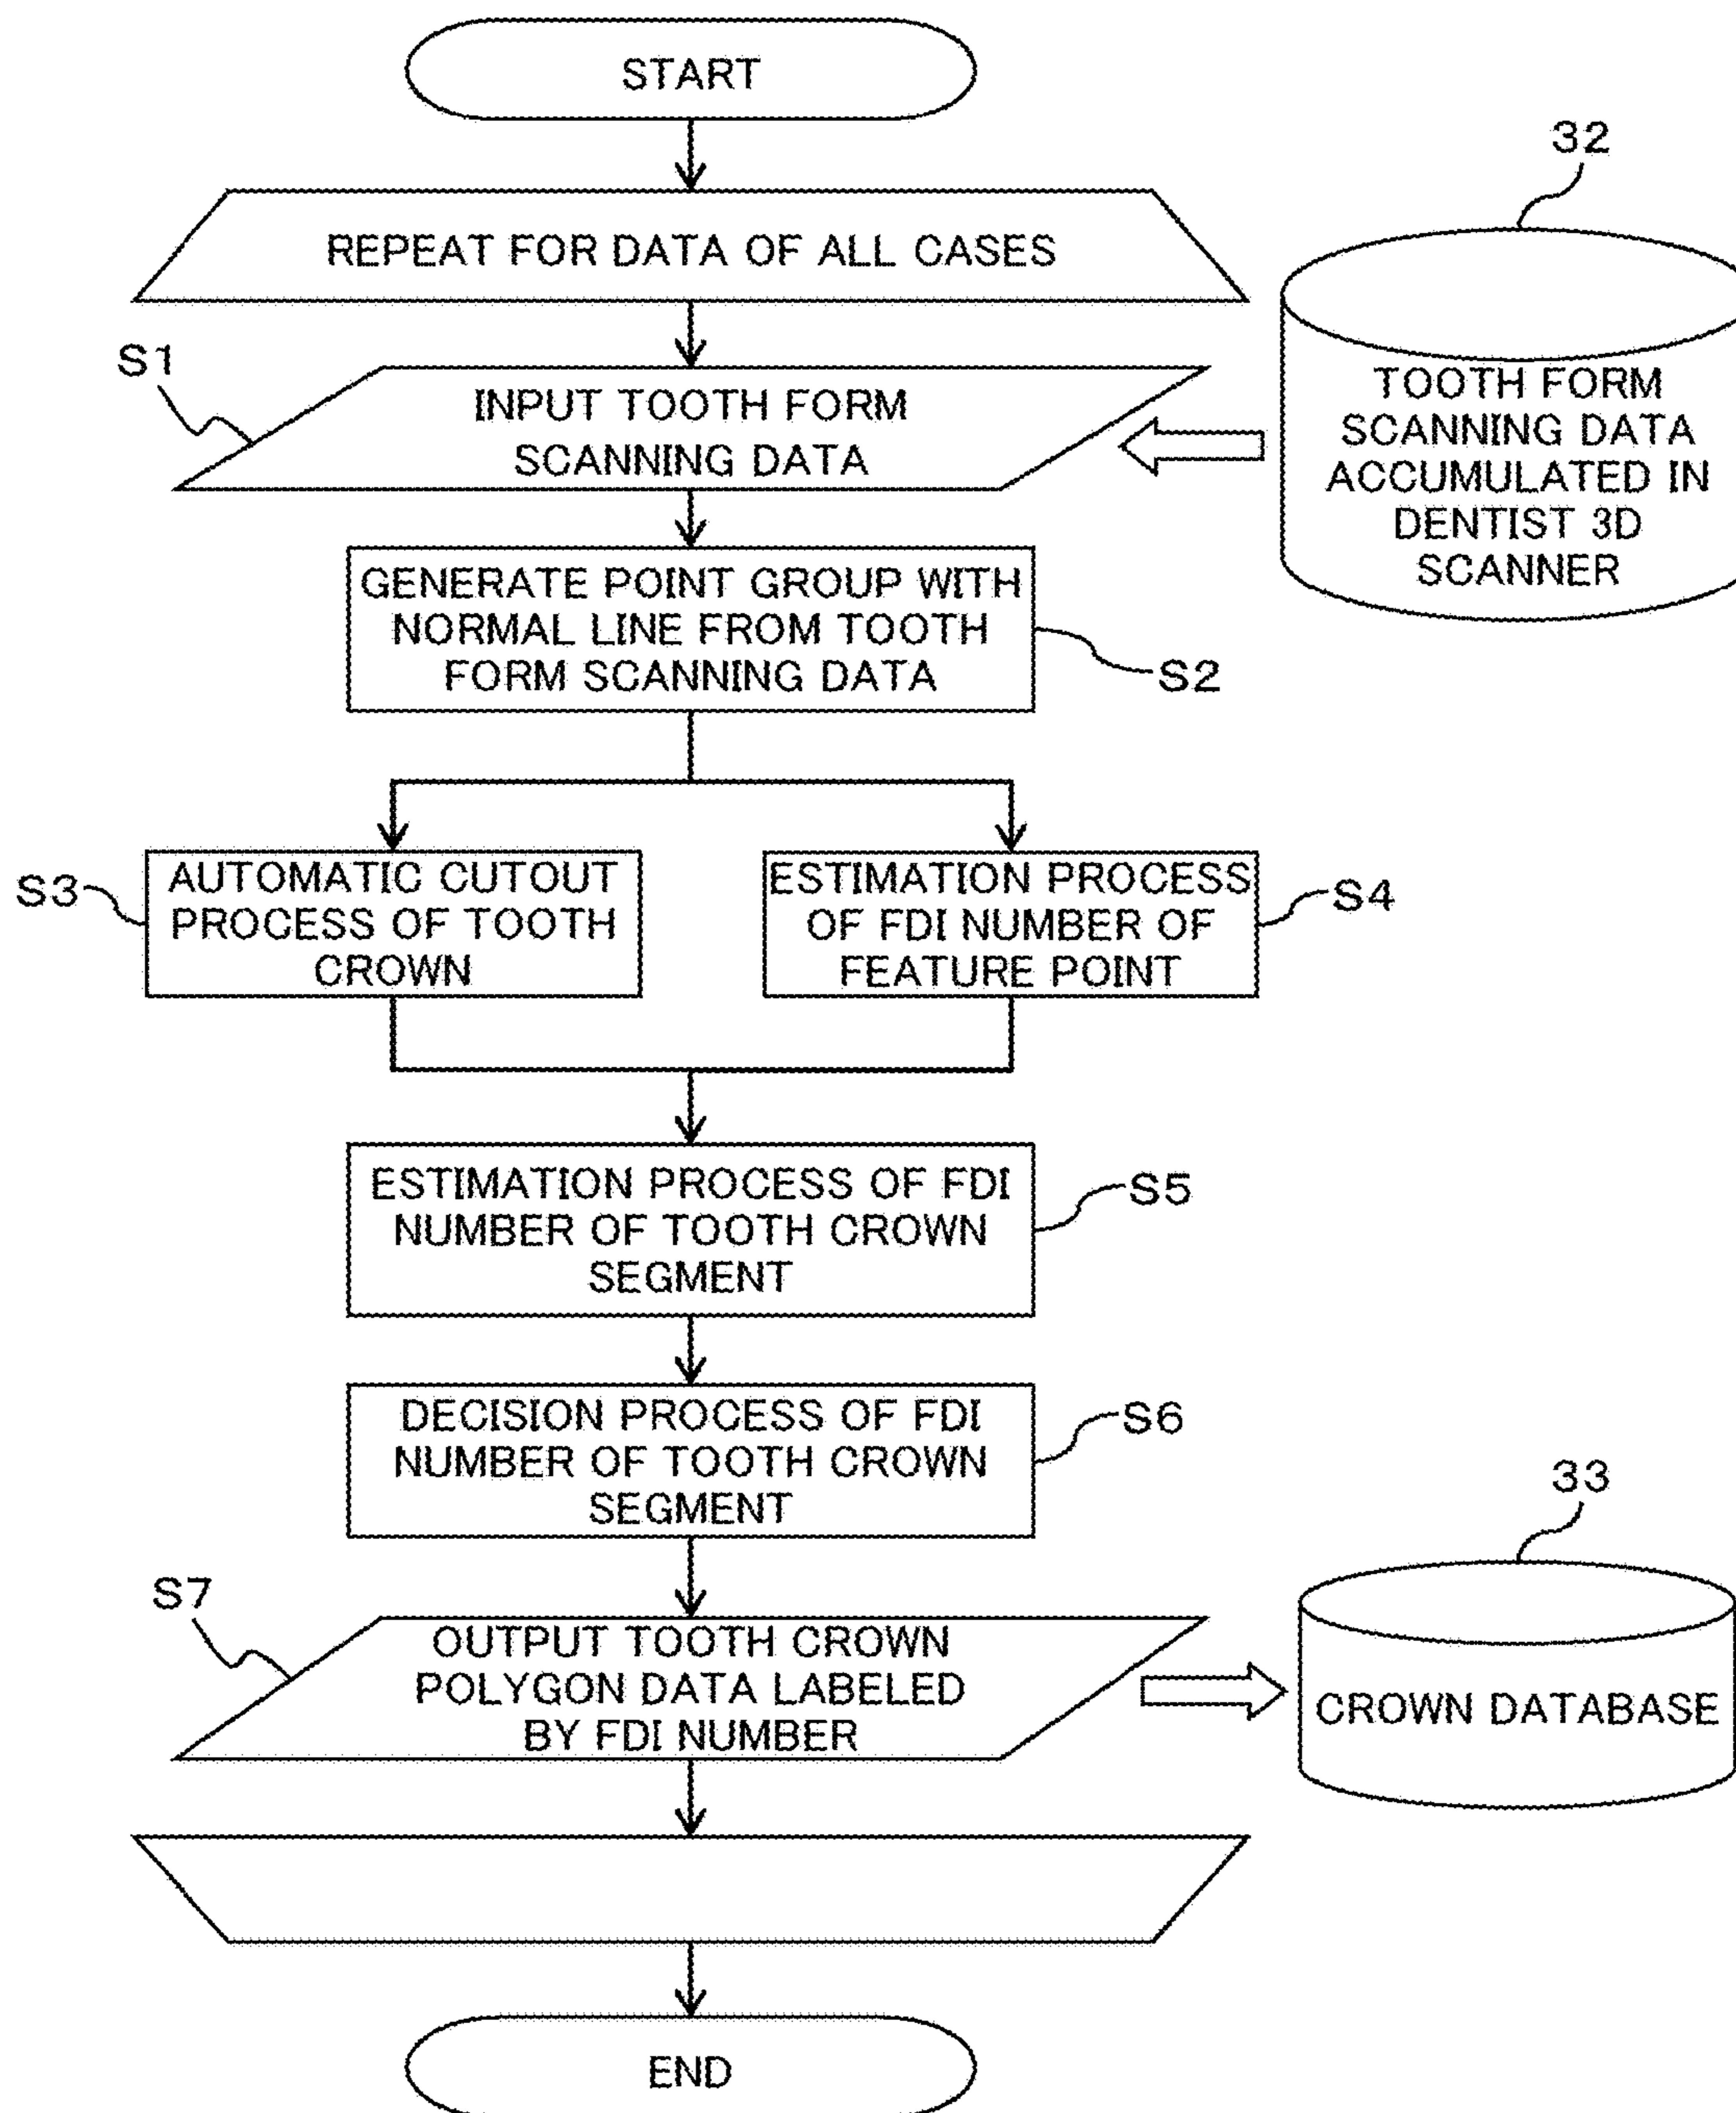 START
REPEAT FOR DATA OF ALL CASES
32
S1
INPUT TOOTH FORM
SCANNING DATA
TOOTH FORM
SCANNING DATA
ACCUMULATED IN
DENTIST 3D
SCANNER
GENERATE POINT GROUP WITH
NORMAL LINE FROM TOOTH
FORM SCANNING DATA
S2
S3
AUTOMATIC CUTOUT
PROCESS OF TOOTH
CROWN
ESTIMATION PROCESS
OF FDI NUMBER OF
FEATURE POINT
S4
ESTIMATION PROCESS OF FDI
NUMBER OF TOOTH CROWN
SEGMENT
S5
DECISION PROCESS OF FDI
NUMBER OF TOOTH CROWN
SEGMENT
S6
33
S7
OUTPUT TOOTH CROWN
POLYGON DATA LABELED
BY FDI NUMBER
CROWN DATABASE
END